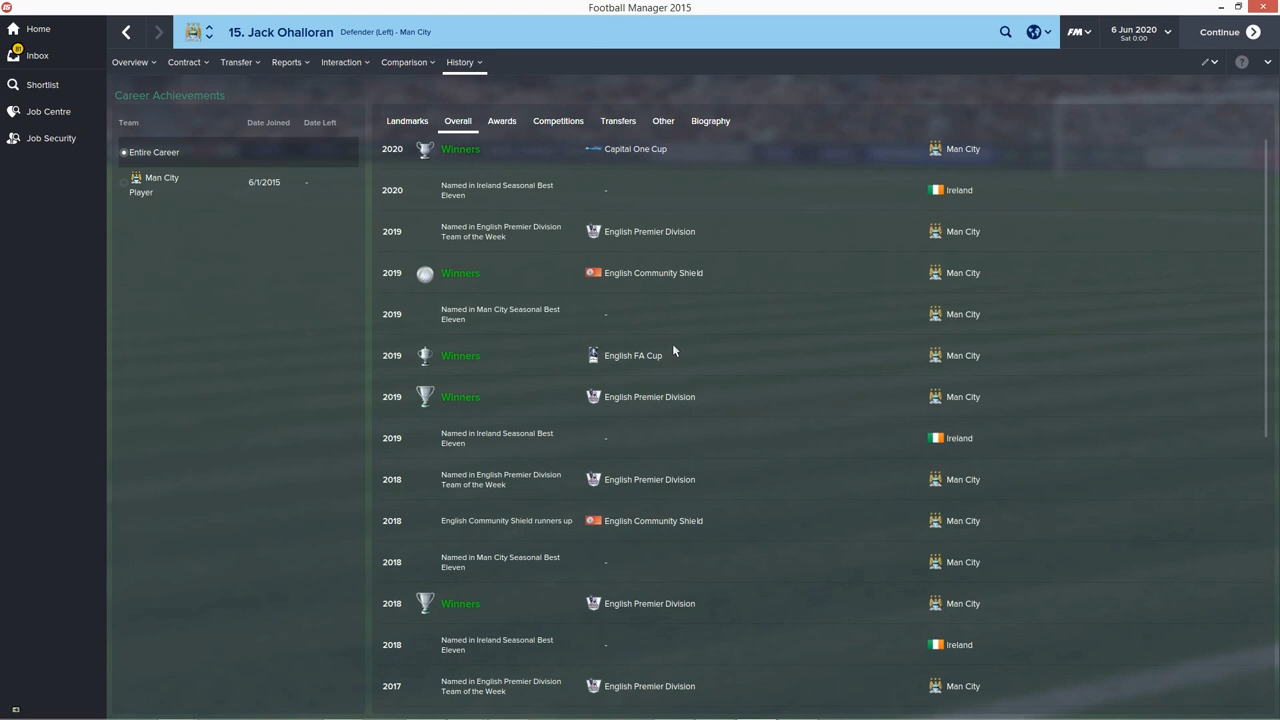 Football Manager 2015
Home
15. Jack Ohalloran Defender (Left) - Man City
FM
6 Jun 2020
Sat 0:00
Continue
81
Inbox
Overview Contract Transfer Reports Interaction Comparison History
Shortlist
Job Centre
Job Security
Career Achievements
Team Date Joined Date Left
Entire Career
Man City
Player
6/1/2015 -
Landmarks Overall Awards Competitions Transfers Other Biography
2020 Winners Capital One Cup Man City
2020 Named in Ireland Seasonal Best
Eleven
- Ireland
2019 Named in English Premier Division
Team of the Week
English Premier Division Man City
2019 Winners English Community Shield Man City
2019 Named in Man City Seasonal Best
Eleven
- Man City
2019 Winners English FA Cup Man City
2019 Winners English Premier Division Man City
2019 Named in Ireland Seasonal Best
Eleven
- Ireland
2018 Named in English Premier Division
Team of the Week
English Premier Division Man City
2018 English Community Shield runners up English Community Shield Man City
2018 Named in Man City Seasonal Best
Eleven
- Man City
2018 Winners English Premier Division Man City
2018 Named in Ireland Seasonal Best
Eleven
- Ireland
2017 Named in English Premier Division
Team of the Week
English Premier Division Man City